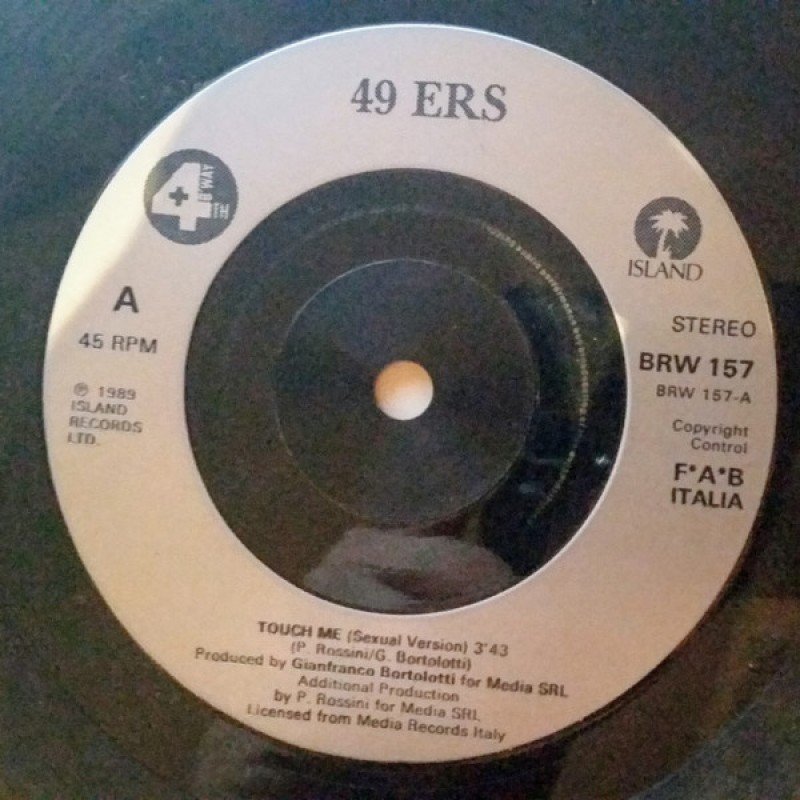 49 ERS
4
TH
+
B'WAY
ISLAND
A
45 RPM
℗ 1989
ISLAND
RECORDS
LTD.
STEREO
BRW 157
BRW 157-A
Copyright
Control
F*A*B
ITALIA
TOUCH ME (Sexual Version) 3'43
(P. Rossini/G. Bortolotti)
Produced by Gianfranco Bortolotti for Media SRL
Additional Production
by P. Rossini for Media SRL
Licensed from Media Records Italy